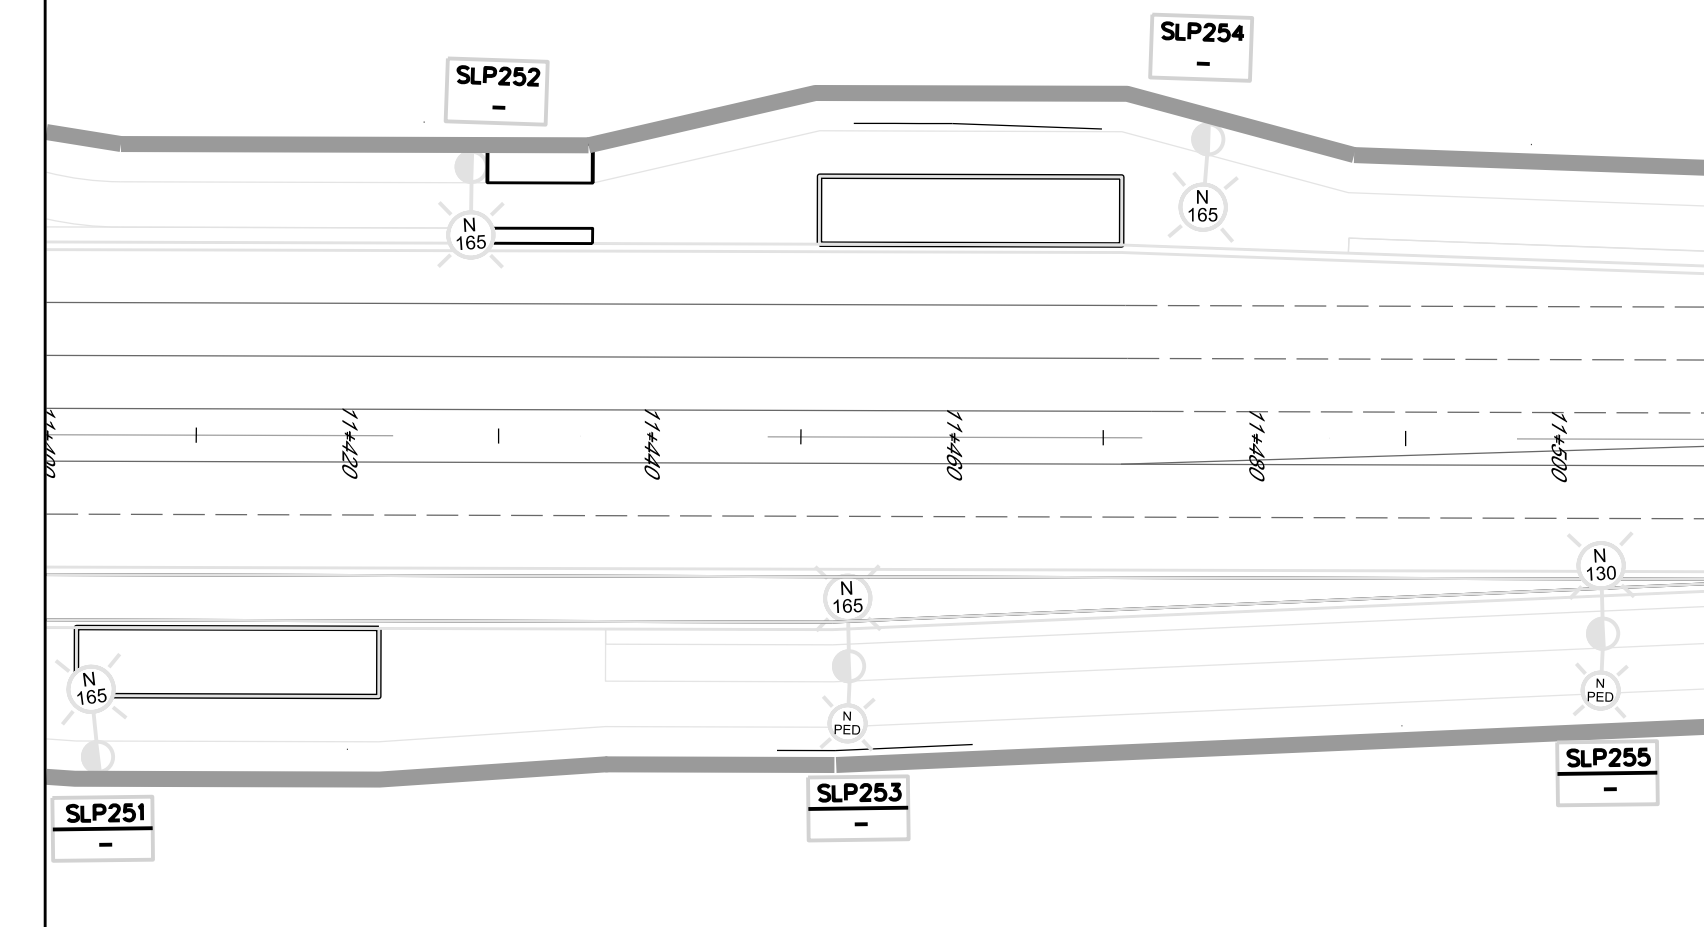 SLP254
-
SLP252
-
N
165
N
165
11+400
11+420
11+440
11+460
11+480
11+500
N
130
N
165
N
165
N
PED
N
PED
SLP255
-
SLP253
-
SLP251
-